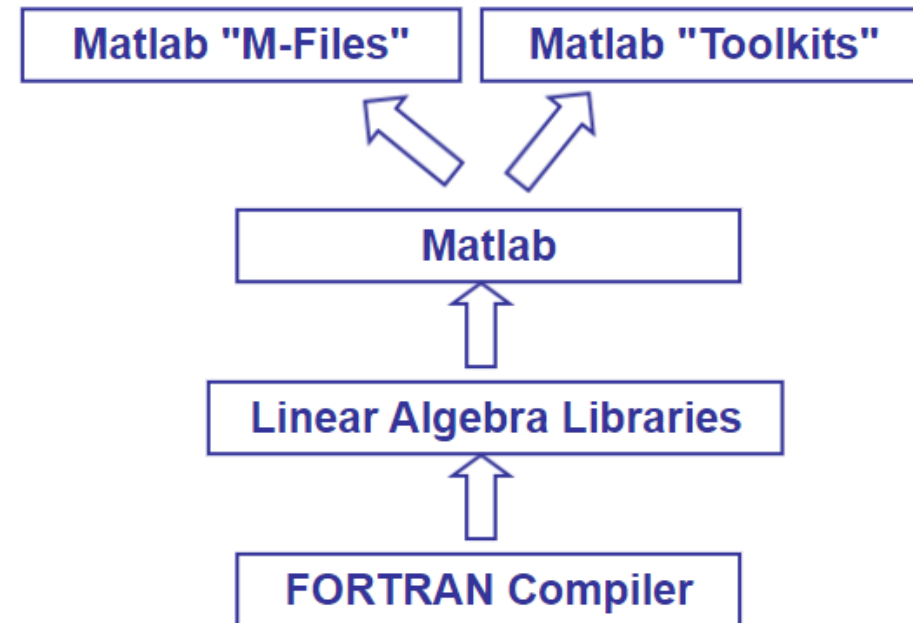 Matlab "M-Files"
Matlab "Toolkits"
Matlab
Linear Algebra Libraries
FORTRAN Compiler